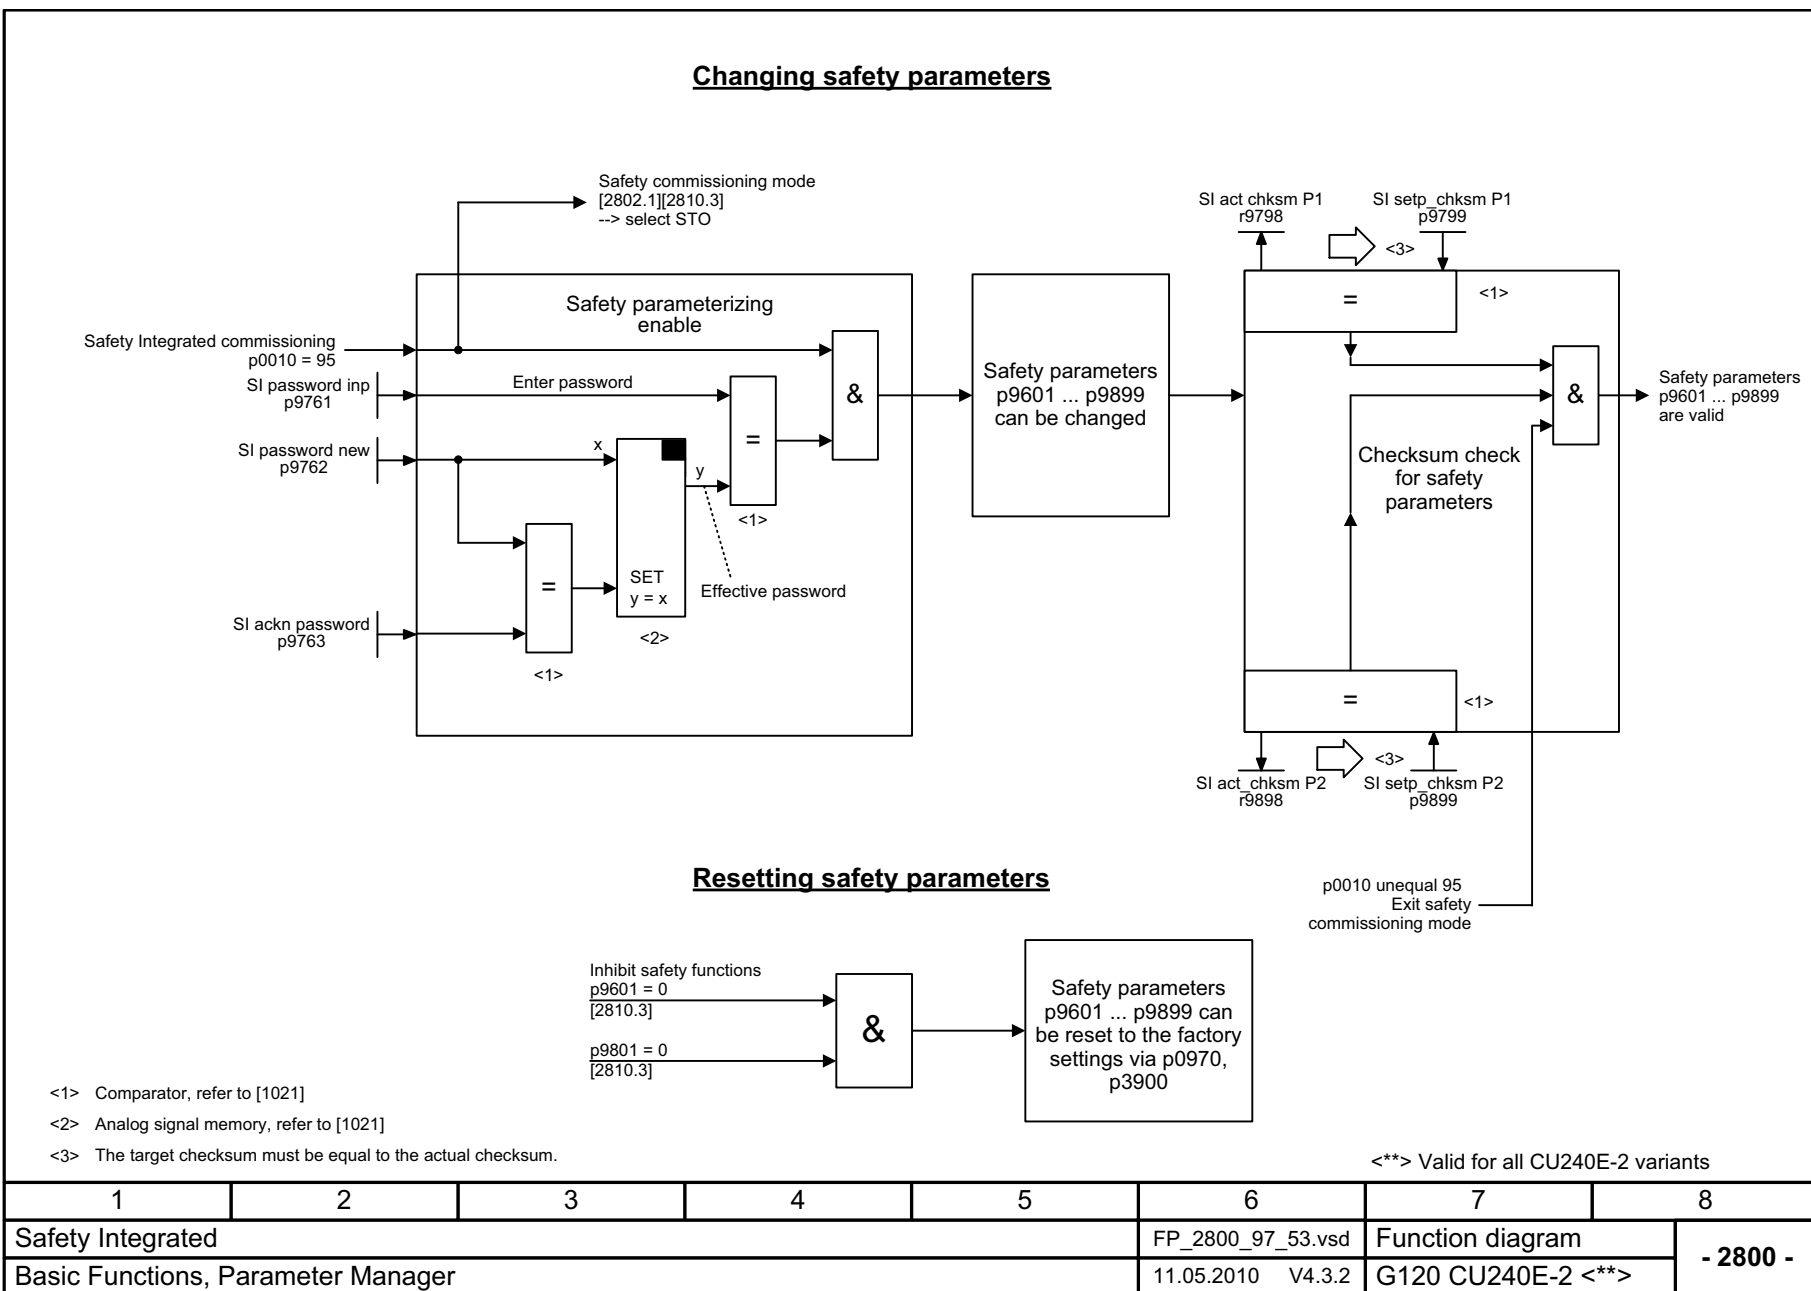 Changing safety parameters
Safety commissioning mode
[2802.1][2810.3]
--> select STO
SI act chksm P1
r9798
SI setp_chksm P1
p9799
<3>
Safety parameterizing
enable
=
<1>
Safety Integrated commissioning
p0010 = 95
SI password inp
p9761
Enter password
&
Safety parameters
p9601 ... p9899
can be changed
&
Safety parameters
p9601 ... p9899
are valid
SI password new
p9762
x
y
=
<1>
Checksum check
for safety
parameters
=
SET
y = x
Effective password
SI ackn password
p9763
<2>
<1>
=
<1>
<3>
SI act_chksm P2
r9898
SI setp_chksm P2
p9899
Resetting safety parameters
p0010 unequal 95
Exit safety
commissioning mode
Inhibit safety functions
p9601 = 0
[2810.3]
p9801 = 0
[2810.3]
&
Safety parameters
p9601 ... p9899 can
be reset to the factory
settings via p0970,
p3900
<1> Comparator, refer to [1021]
<2> Analog signal memory, refer to [1021]
<3> The target checksum must be equal to the actual checksum.
<**> Valid for all CU240E-2 variants
1 2 3 4 5 6 7 8
Safety Integrated
FP_2800_97_53.vsd
Function diagram
- 2800 -
Basic Functions, Parameter Manager
11.05.2010 V4.3.2
G120 CU240E-2 <**>